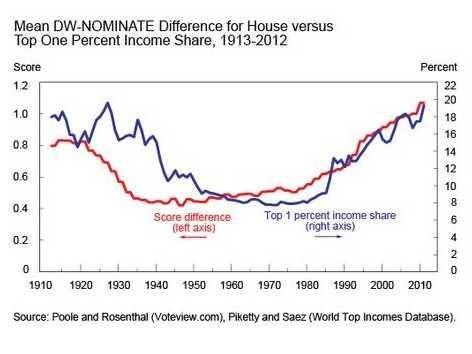 Mean DW-NOMINATE Difference for House versus
Top One Percent Income Share, 1913-2012
Score Percent
1.2 22
20
1.0 18
16
0.8 14
12
0.6 10
0.4 8
6
0.2 4
2
0 0
Score difference
(left axis)
Top 1 percent income share
(right axis)
1910 1920 1930 1940 1950 1960 1970 1980 1990 2000 2010
Source: Poole and Rosenthal (Voteview.com), Piketty and Saez (World Top Incomes Database).